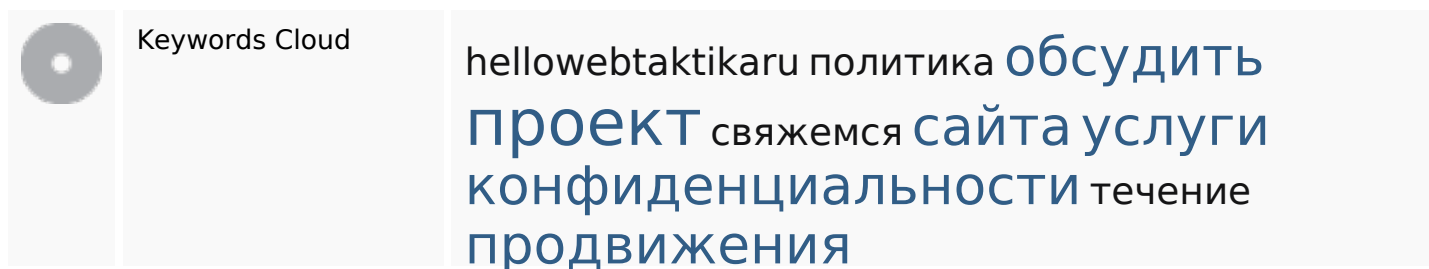 Keywords Cloud
hellowebtaktikaru политика обсудить
проект свяжемся сайта услуги
конфиденциальности течение
продвижения